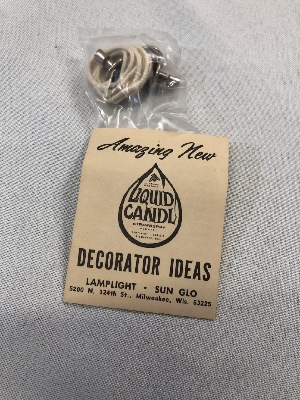 Amazing New
LIQUID
CANDL
DECORATOR IDEAS
LAMPLIGHT · SUN GLO
5200 N. 124th St., Milwaukee, Wis. 53225